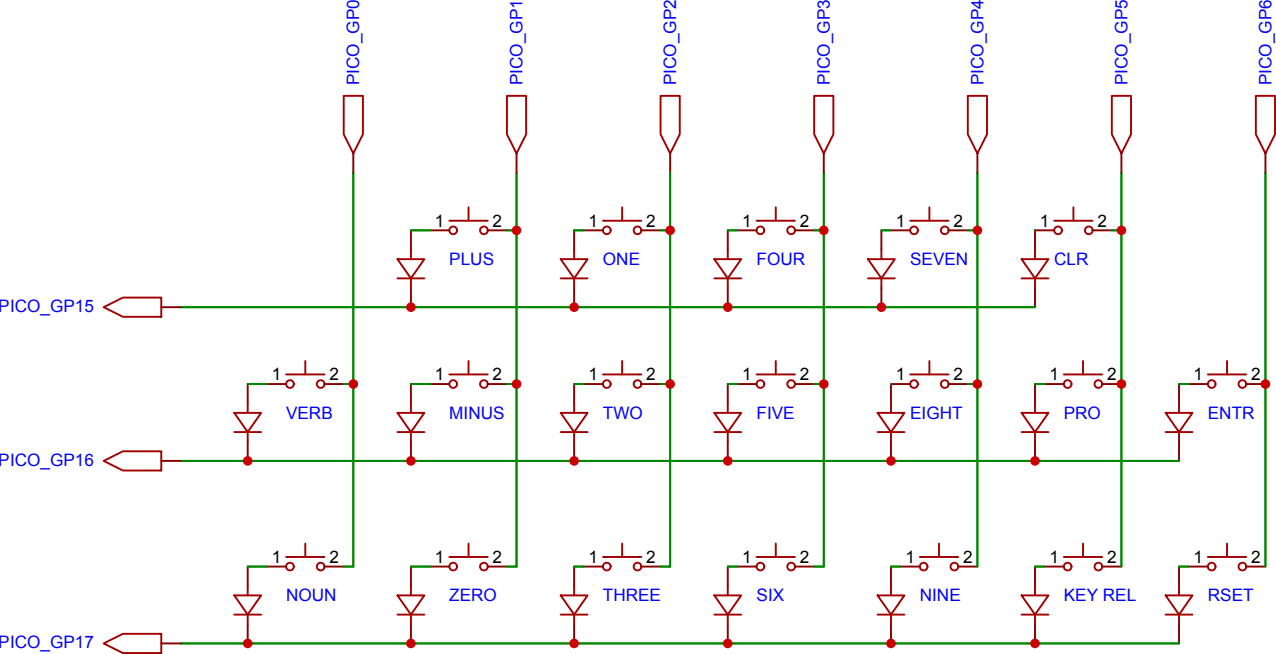 PICO_GP0
PICO_GP1
PICO_GP2
PICO_GP3
PICO_GP4
PICO_GP5
PICO_GP6
1 2 1 2 1 2 1 2 1 2
PLUS ONE FOUR SEVEN CLR
PICO_GP15
1 2 1 2 1 2 1 2 1 2 1 2 1 2
VERB MINUS TWO FIVE EIGHT PRO ENTR
PICO_GP16
1 2 1 2 1 2 1 2 1 2 1 2 1 2
NOUN ZERO THREE SIX NINE KEY REL RSET
PICO_GP17